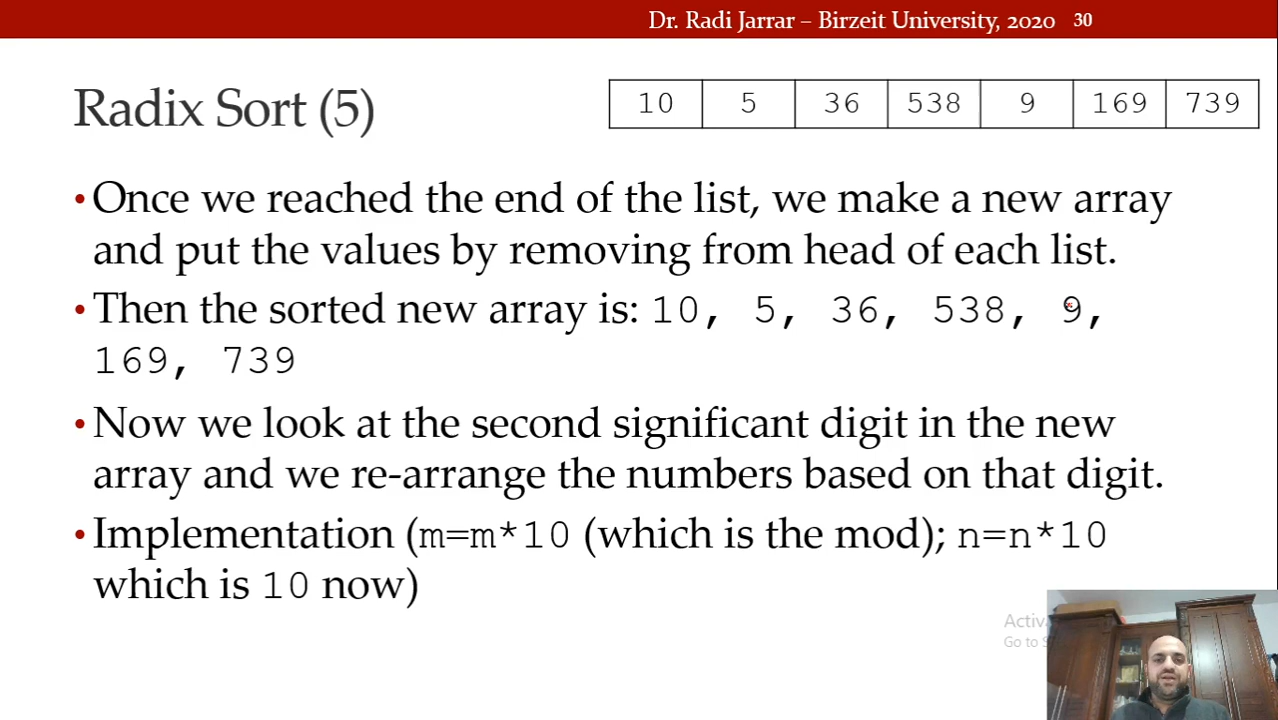 Dr. Radi Jarrar – Birzeit University, 2020 30
Radix Sort (5)
10 5 36 538 9 169 739
•Once we reached the end of the list, we make a new array
and put the values by removing from head of each list.
•Then the sorted new array is: 10, 5, 36, 538, 9,
169, 739
•Now we look at the second significant digit in the new
array and we re-arrange the numbers based on that digit.
•Implementation (m=m*10 (which is the mod); n=n*10
which is 10 now)
Go to